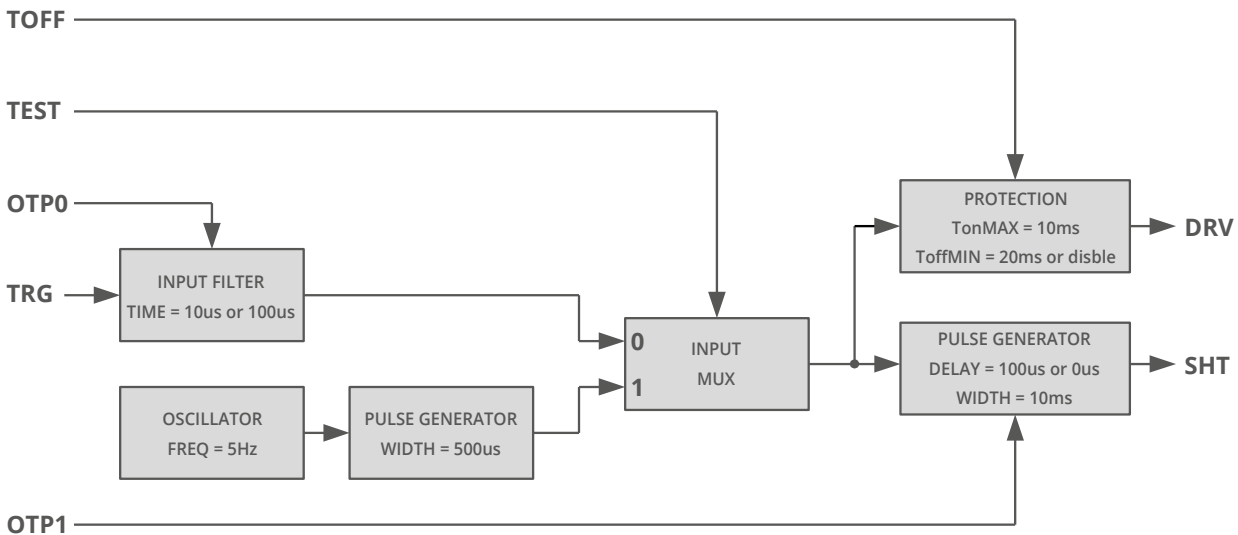 TOFF
TEST
OTP0
TRG
INPUT FILTER
TIME = 10us or 100us
OSCILLATOR
FREQ = 5Hz
PULSE GENERATOR
WIDTH = 500us
0
1
INPUT
MUX
PROTECTION
TonMAX = 10ms
ToffMIN = 20ms or disble
DRV
PULSE GENERATOR
DELAY = 100us or 0us
WIDTH = 10ms
SHT
OTP1